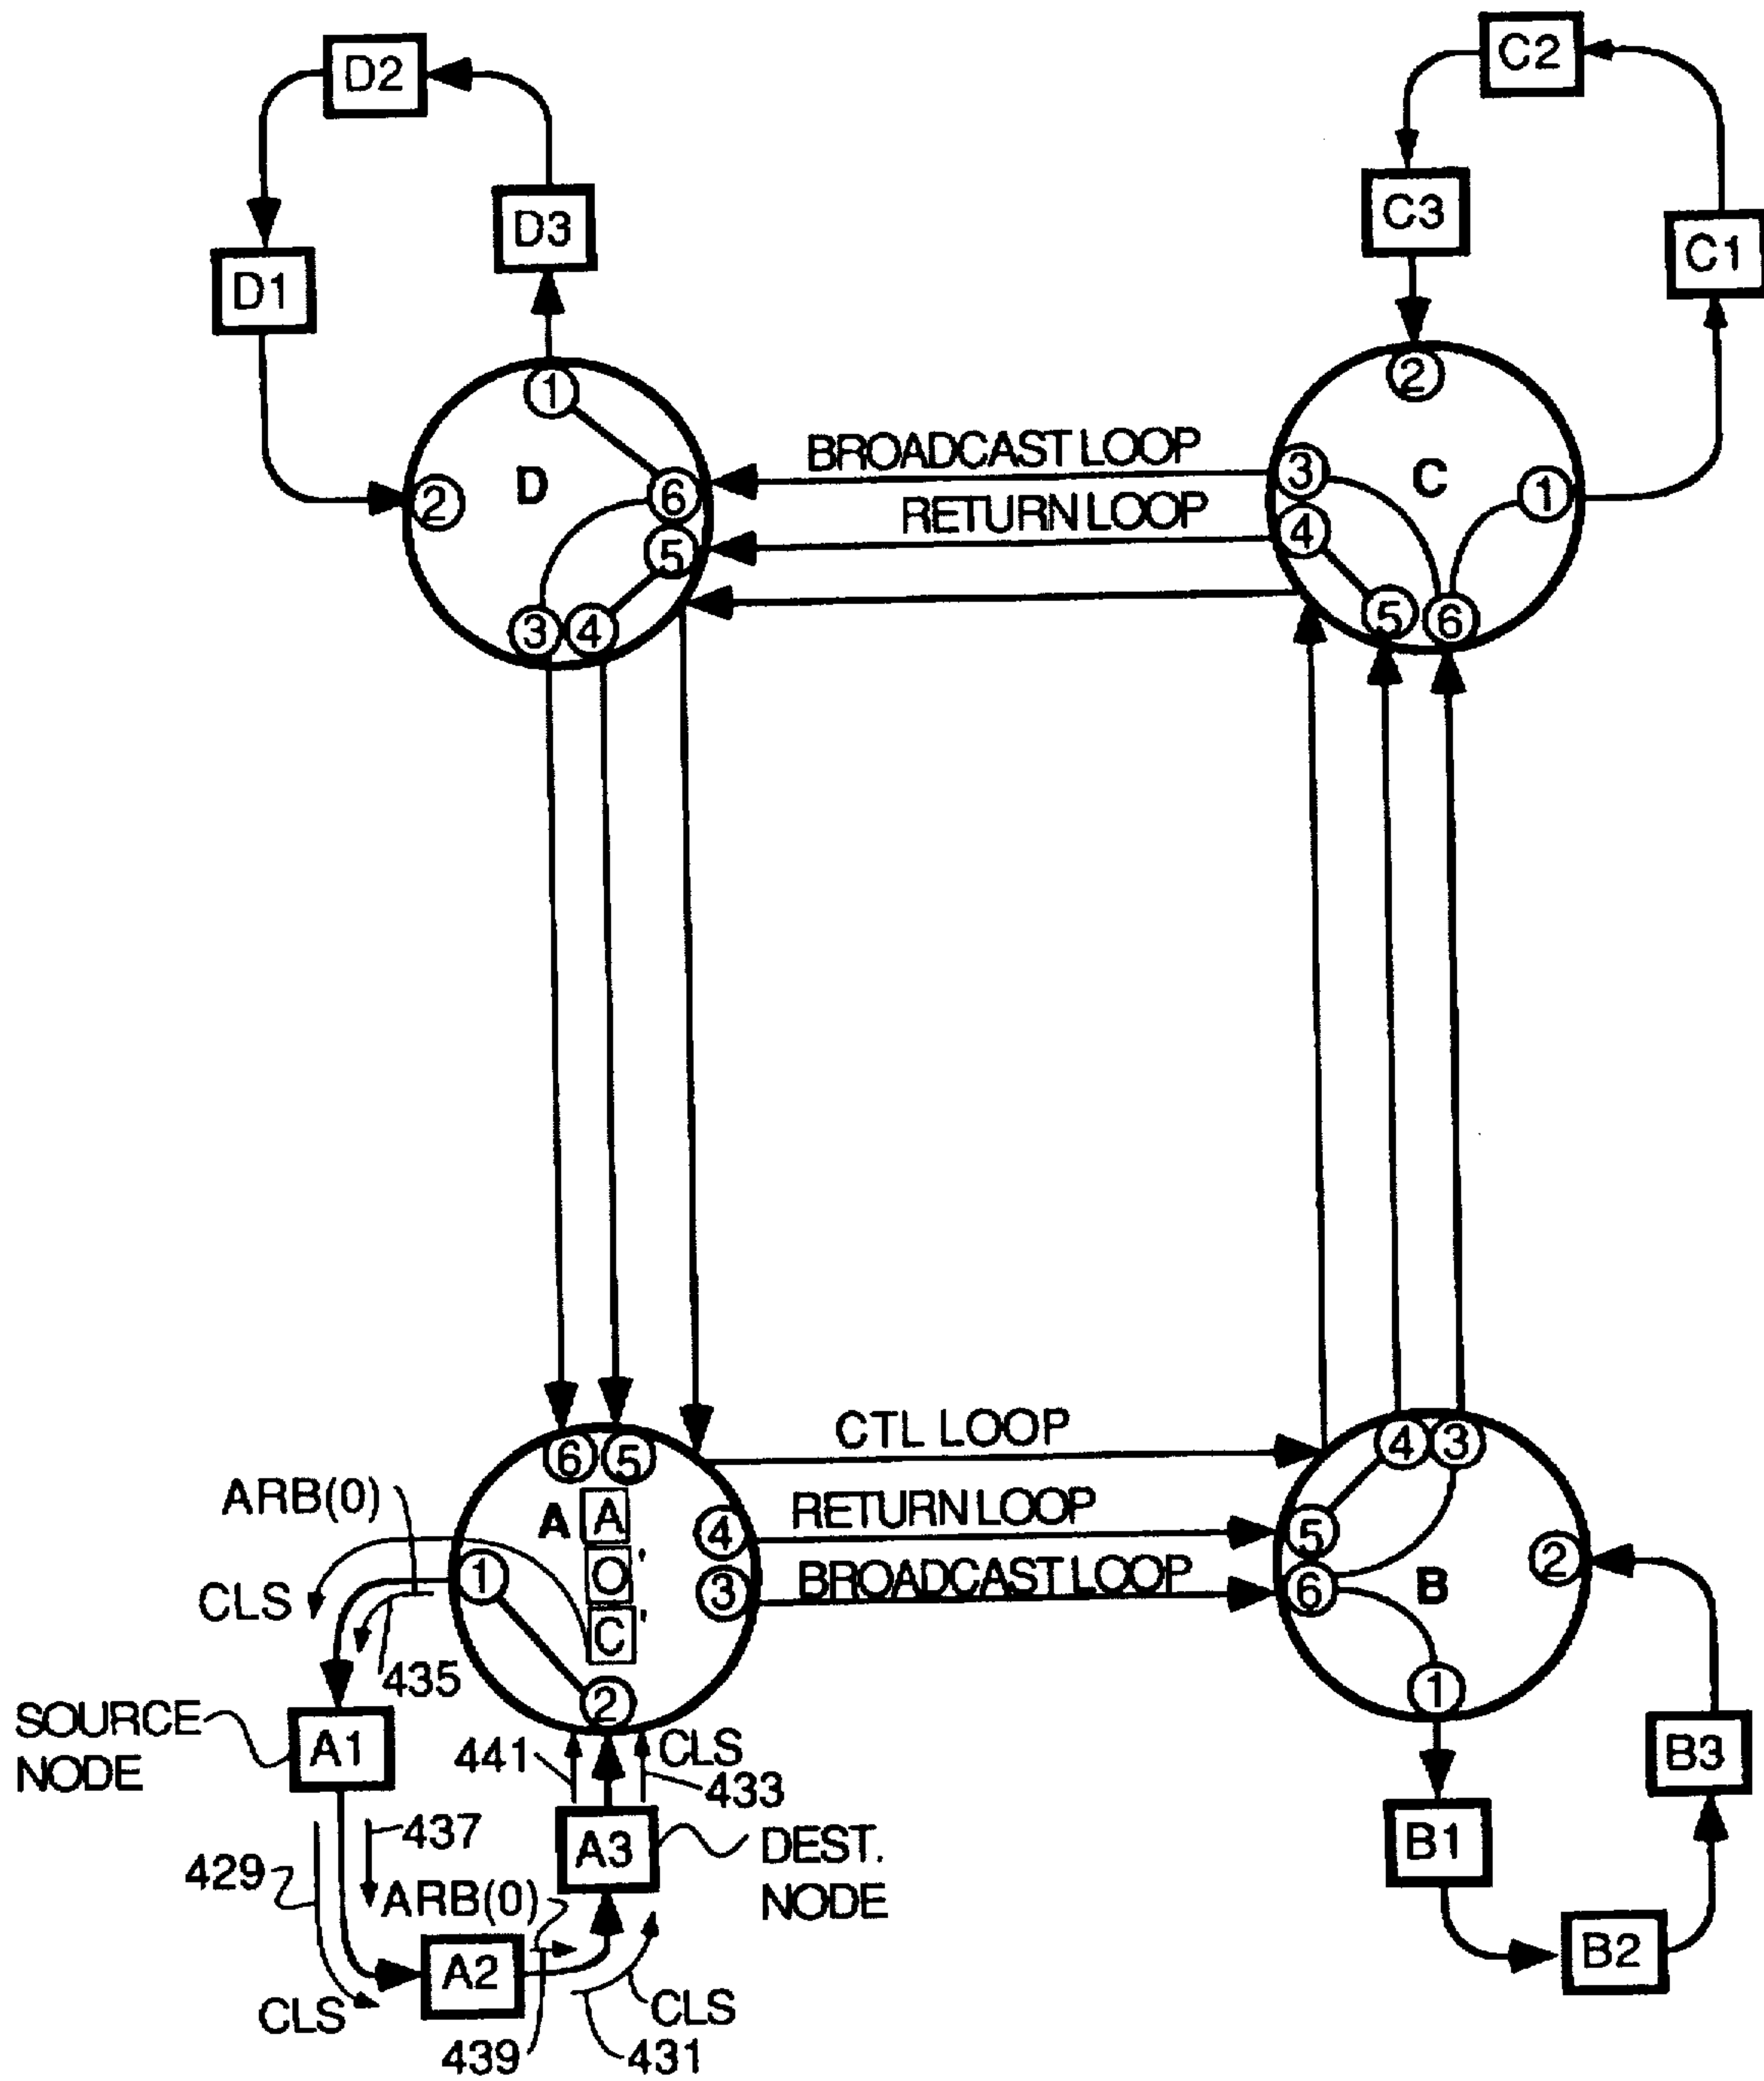 D2
C2
D3
C3
D1
C1
1
2
BROADCAST LOOP
3
D
C
1
2
6
RETURN LOOP
4
5
5
6
3
4
CTL LOOP
4
3
6
5
ARB(0)
A
A
4
RETURN LOOP
5
2
O'
1
3
BROADCAST LOOP
6
B
CLS
C'
435
2
1
SOURCE
NODE
A1
441
CLS
433
B3
437
A3
DEST.
NODE
B1
429
ARB(0)
A2
B2
CLS
CLS
439
431